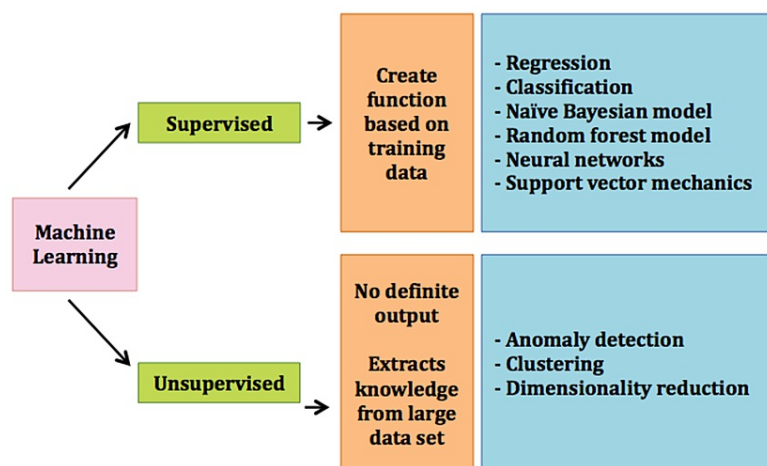 Machine
Learning
Supervised
Create
function
based on
training
data
- Regression
- Classification
- Naïve Bayesian model
- Random forest model
- Neural networks
- Support vector mechanics
Unsupervised
No definite
output
Extracts
knowledge
from large
data set
- Anomaly detection
- Clustering
- Dimensionality reduction